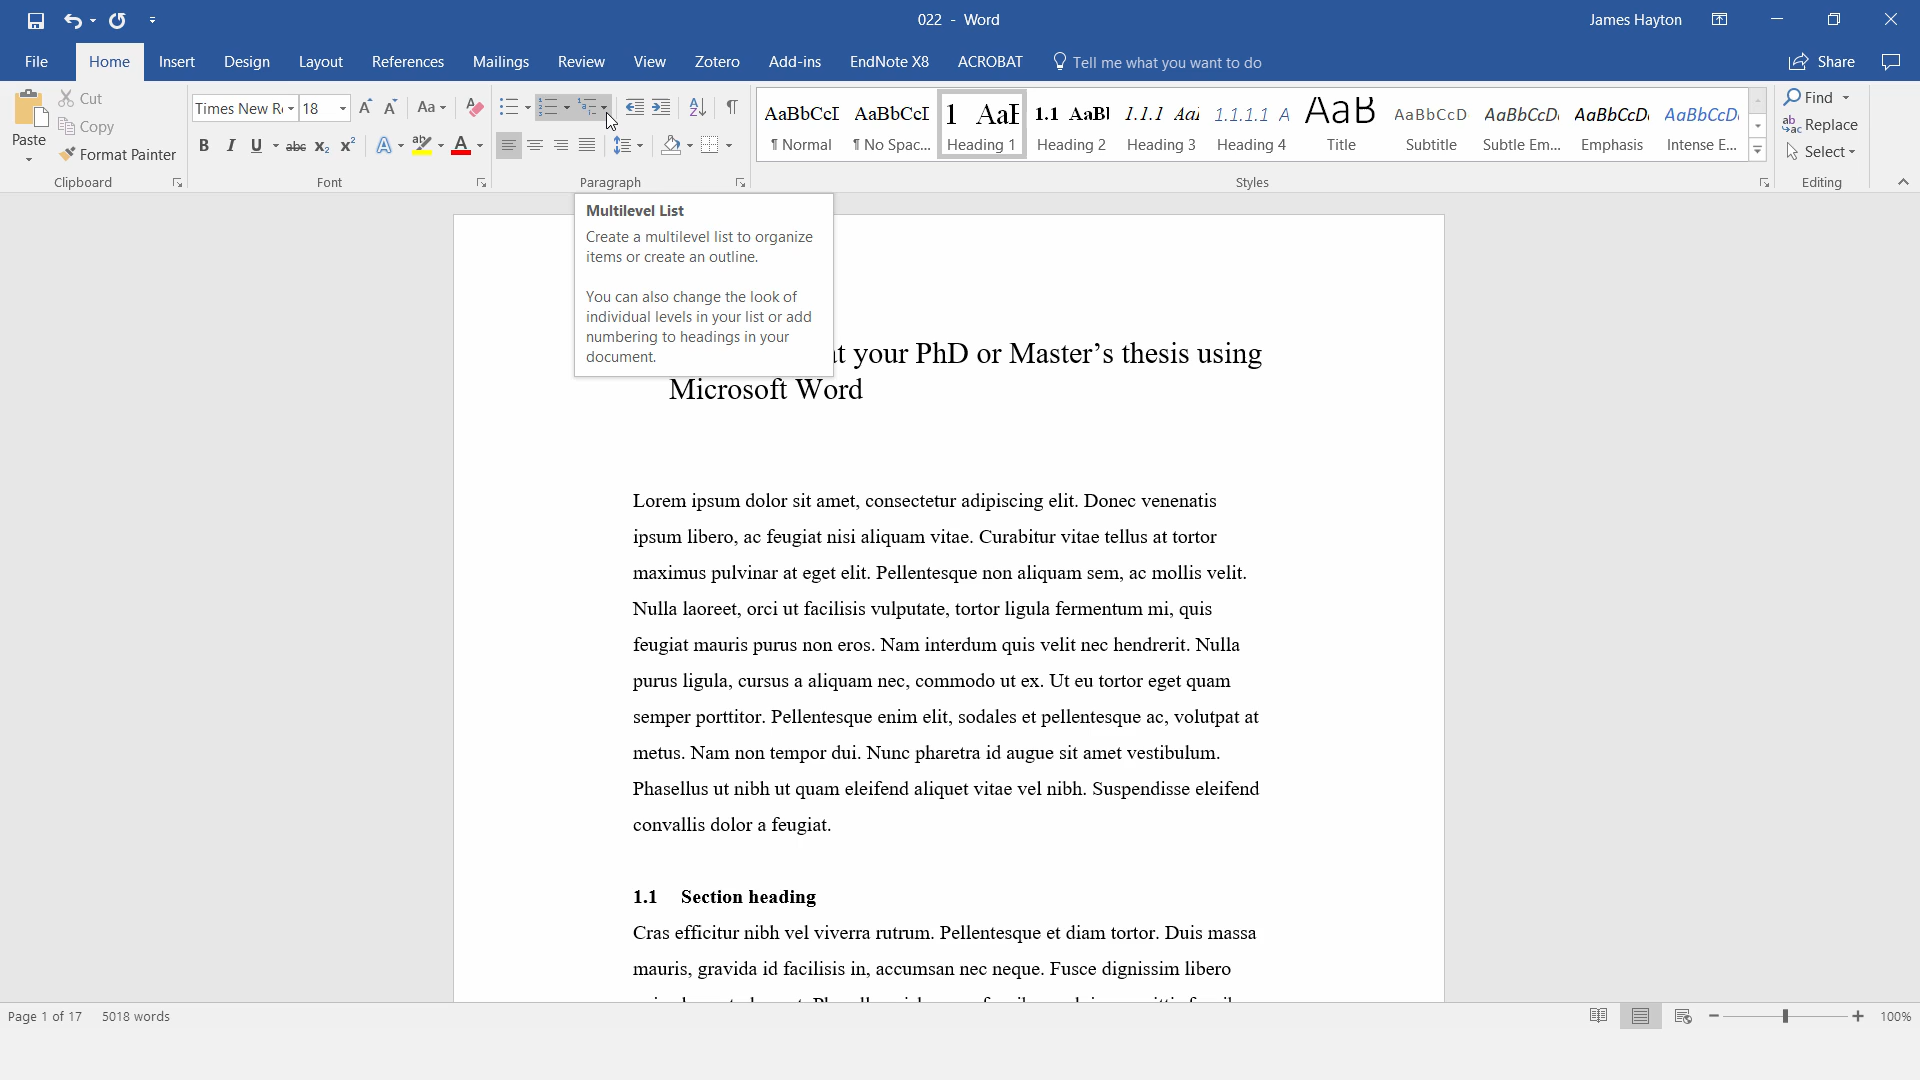 022 - Word
James Hayton
File
Home
Insert
Design
Layout
References
Mailings
Review
View
Zotero
Add-ins
EndNote X8
ACROBAT
Tell me what you want to do
Share
Paste
Cut
Copy
Format Painter
Clipboard
Times New R
18
Aa
B I U abc x₂ x²
Font
Paragraph
AaBbCcI
¶ Normal
AaBbCcI
¶ No Spac...
1 AaI
Heading 1
1.1 AaBl
Heading 2
1.1.1 Aal
Heading 3
1.1.1.1 A
Heading 4
AaB
Title
AaBbCcD
Subtitle
AaBbCcD
Subtle Em...
AaBbCcD
Emphasis
AaBbCcD
Intense E...
Styles
Find
Replace
Select
Editing
Multilevel List
Create a multilevel list to organize
items or create an outline.
You can also change the look of
individual levels in your list or add
numbering to headings in your
document.
at your PhD or Master’s thesis using
Microsoft Word
Lorem ipsum dolor sit amet, consectetur adipiscing elit. Donec venenatis
ipsum libero, ac feugiat nisi aliquam vitae. Curabitur vitae tellus at tortor
maximus pulvinar at eget elit. Pellentesque non aliquam sem, ac mollis velit.
Nulla laoreet, orci ut facilisis vulputate, tortor ligula fermentum mi, quis
feugiat mauris purus non eros. Nam interdum quis velit nec hendrerit. Nulla
purus ligula, cursus a aliquam nec, commodo ut ex. Ut eu tortor eget quam
semper porttitor. Pellentesque enim elit, sodales et pellentesque ac, volutpat at
metus. Nam non tempor dui. Nunc pharetra id augue sit amet vestibulum.
Phasellus ut nibh ut quam eleifend aliquet vitae vel nibh. Suspendisse eleifend
convallis dolor a feugiat.
1.1 Section heading
Cras efficitur nibh vel viverra rutrum. Pellentesque et diam tortor. Duis massa
mauris, gravida id facilisis in, accumsan nec neque. Fusce dignissim libero
Page 1 of 17
5018 words
100%